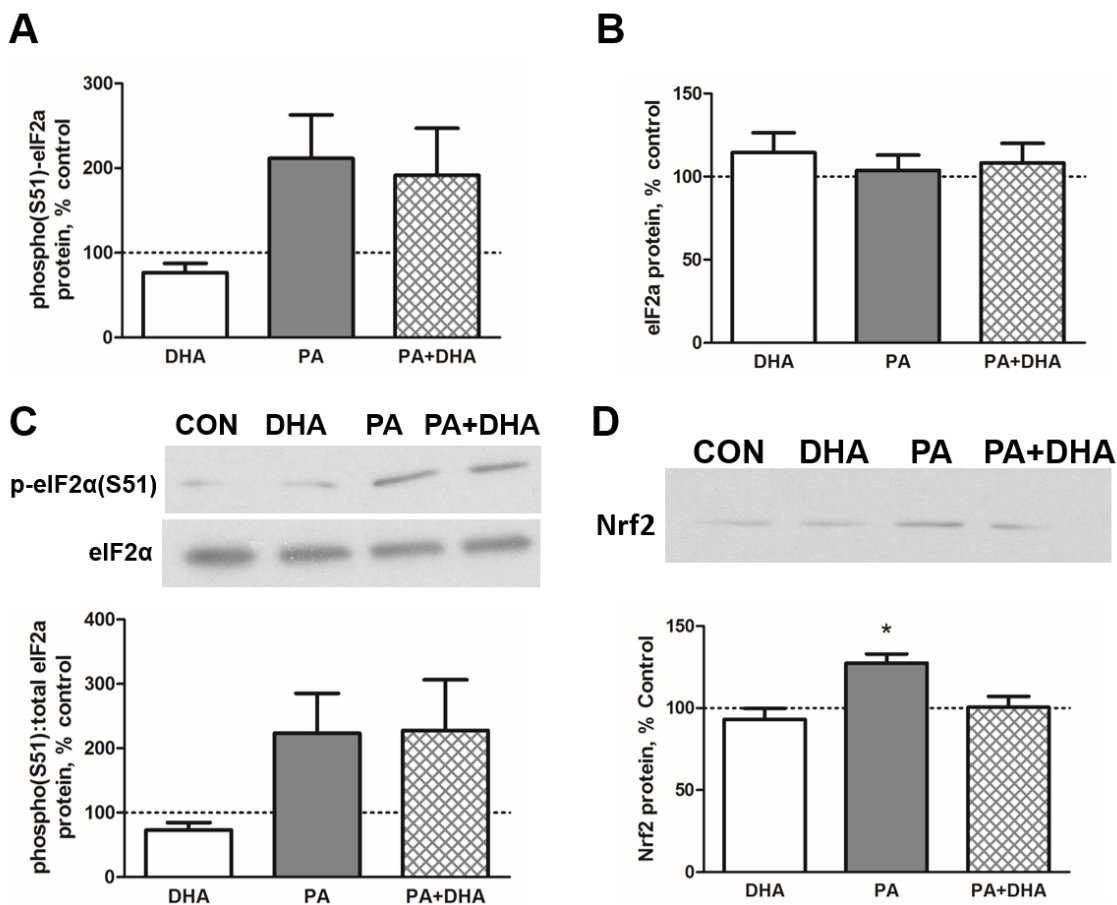 A
phospho(S51)-eIF2a
protein, % control
300
200
100
0
DHA PA PA+DHA
B
eIF2a protein, % control
150
100
50
0
DHA PA PA+DHA
C
CON DHA PA PA+DHA
p-eIF2α(S51)
eIF2α
phospho(S51):total eIF2a
protein, % control
400
300
200
100
0
DHA PA PA+DHA
D
CON DHA PA PA+DHA
Nrf2
Nrf2 protein, % Control
150
100
50
0
*
DHA PA PA+DHA